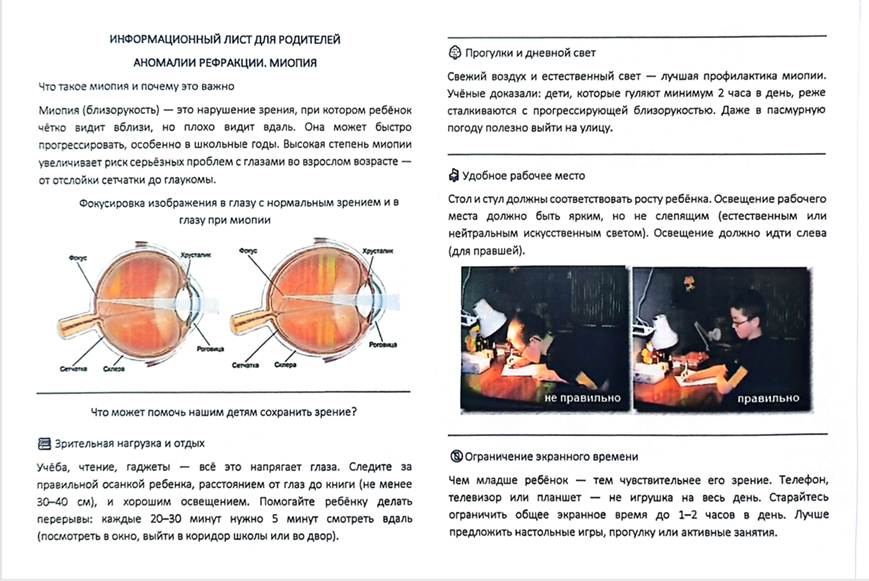 ИНФОРМАЦИОННЫЙ ЛИСТ ДЛЯ РОДИТЕЛЕЙ
АНОМАЛИИ РЕФРАКЦИИ. МИОПИЯ
Что такое миопия и почему это важно
Миопия (близорукость) — это нарушение зрения, при котором ребёнок
чётко видит вблизи, но плохо видит вдаль. Она может быстро
прогрессировать, особенно в школьные годы. Высокая степень миопии
увеличивает риск серьёзных проблем с глазами во взрослом возрасте —
от отслойки сетчатки до глаукомы.
Фокусировка изображения в глазу с нормальным зрением и в
глазу при миопии
Фокус
Хрусталик
Роговица
Сетчатка
Склера
Фокус
Хрусталик
Роговица
Сетчатка
Склера
Что может помочь нашим детям сохранить зрение?
Зрительная нагрузка и отдых
Учёба, чтение, гаджеты — всё это напрягает глаза. Следите за
правильной осанкой ребенка, расстоянием от глаз до книги (не менее
30–40 см), и хорошим освещением. Помогайте ребёнку делать
перерывы: каждые 20–30 минут нужно 5 минут смотреть вдаль
(посмотреть в окно, выйти в коридор школы или во двор).
Прогулки и дневной свет
Свежий воздух и естественный свет — лучшая профилактика миопии.
Учёные доказали: дети, которые гуляют минимум 2 часа в день, реже
сталкиваются с прогрессирующей близорукостью. Даже в пасмурную
погоду полезно выйти на улицу.
Удобное рабочее место
Стол и стул должны соответствовать росту ребёнка. Освещение рабочего
места должно быть ярким, но не слепящим (естественным или
нейтральным искусственным светом). Освещение должно идти слева
(для правшей).
не правильно
правильно
Ограничение экранного времени
Чем младше ребёнок — тем чувствительнее его зрение. Телефон,
телевизор или планшет — не игрушка на весь день. Старайтесь
ограничить общее экранное время до 1–2 часов в день. Лучше
предложить настольные игры, прогулку или активные занятия.